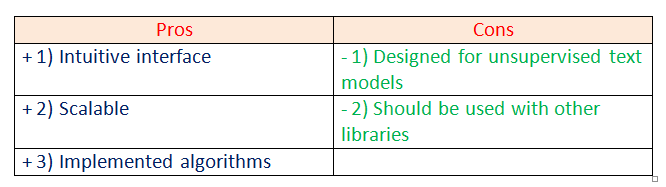 Pros
Cons
+ 1) Intuitive interface
- 1) Designed for unsupervised text
models
+ 2) Scalable
- 2) Should be used with other
libraries
+ 3) Implemented algorithms